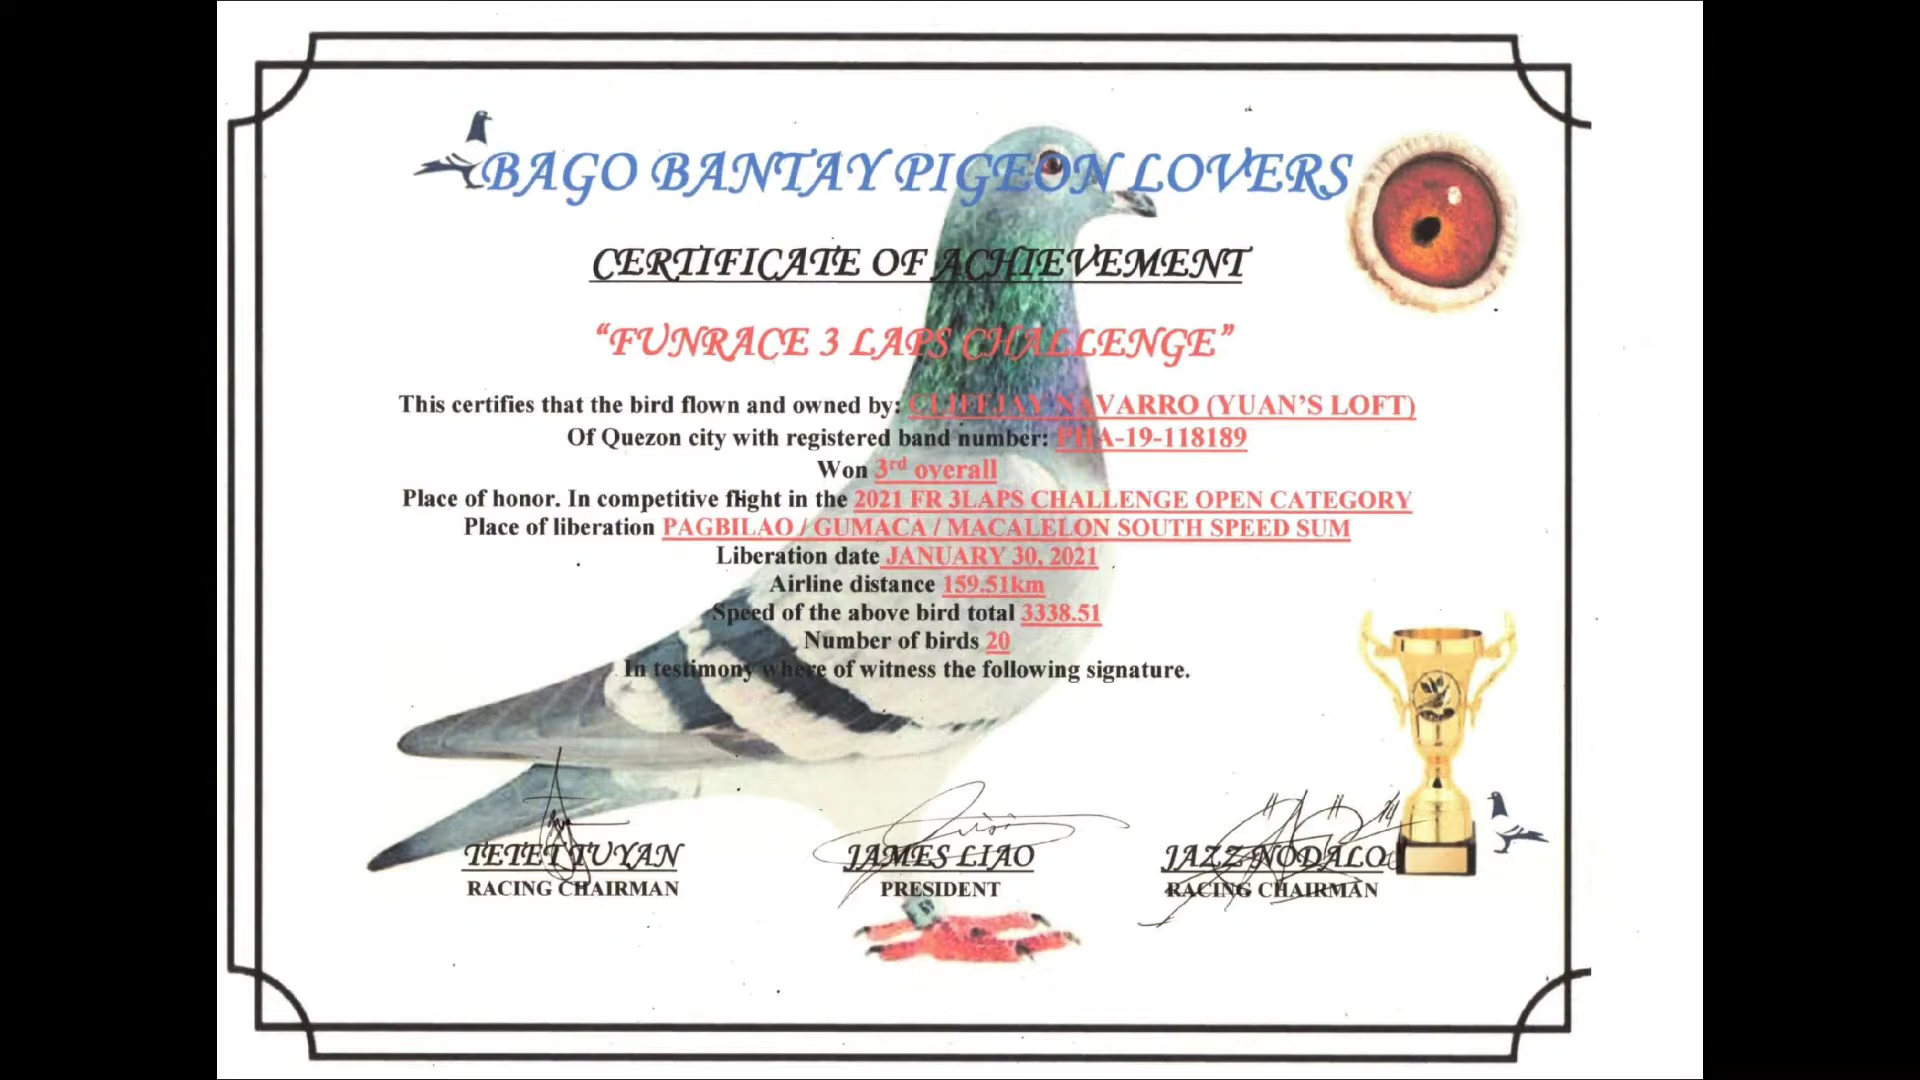 BAGO BANTAY PIGEON LOVERS
CERTIFICATE OF ACHIEVEMENT
“FUNRACE 3 LAPS CHALLENGE”
This certifies that the bird flown and owned by: CLIFFJAY NAVARRO (YUAN’S LOFT)
Of Quezon city with registered band number: PHA-19-118189
Won 3rd overall
Place of honor. In competitive flight in the 2021 FR 3LAPS CHALLENGE OPEN CATEGORY
Place of liberation PAGBILAO / GUMACA / MACALELON SOUTH SPEED SUM
Liberation date JANUARY 30, 2021
Airline distance 159.51km
Speed of the above bird total 3338.51
Number of birds 20
In testimony where of witness the following signature.
TETET TUYAN JAMES LIAO JAZZ NODALO
RACING CHAIRMAN PRESIDENT RACING CHAIRMAN